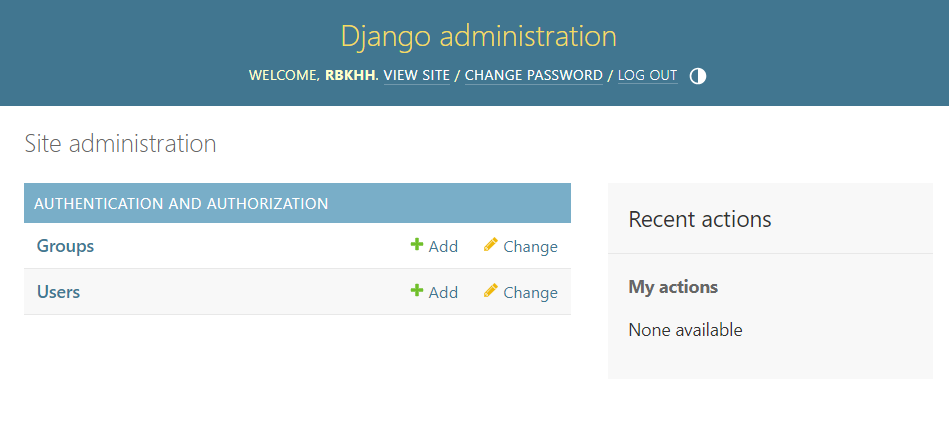 Django administration
WELCOME, RBKHH. VIEW SITE / CHANGE PASSWORD / LOG OUT
Site administration
AUTHENTICATION AND AUTHORIZATION
Groups Add Change
Users Add Change
Recent actions
My actions
None available